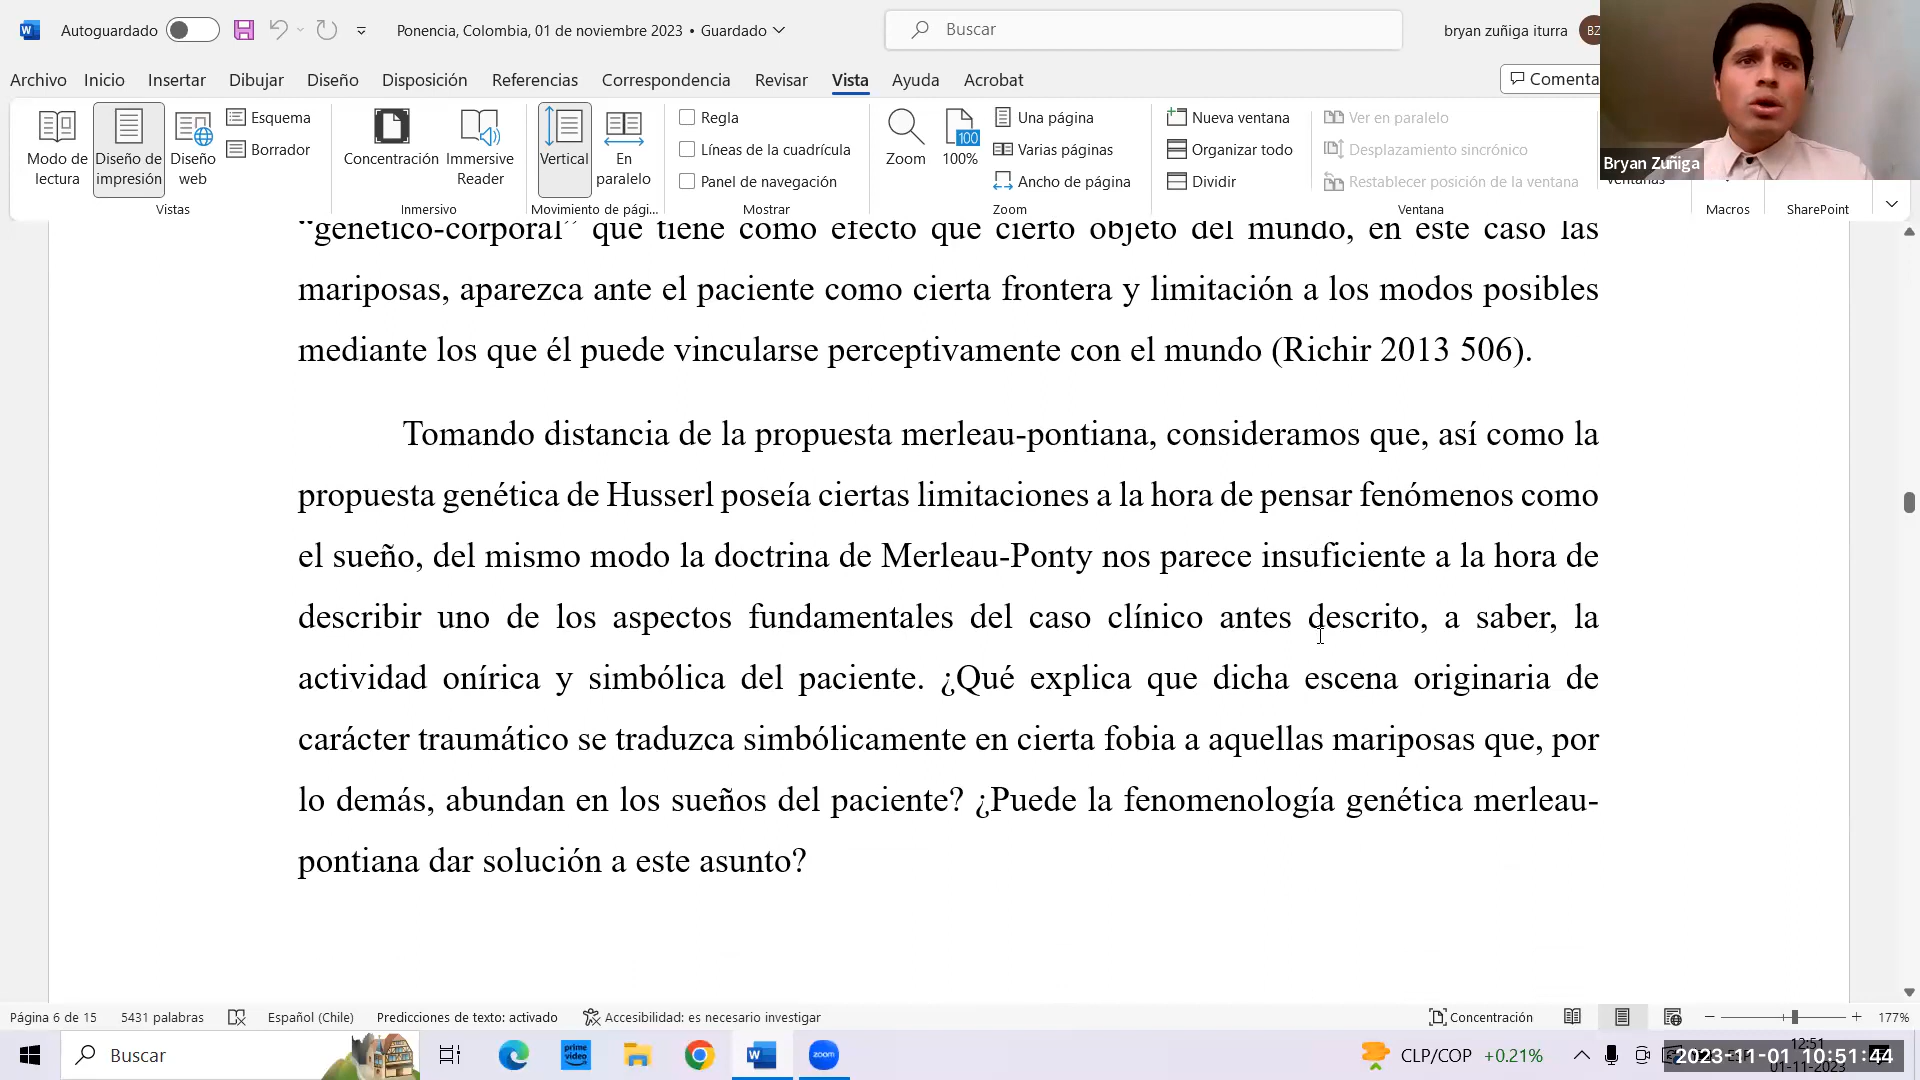 Autoguardado
Ponencia, Colombia, 01 de noviembre 2023 • Guardado
Buscar
bryan zuñiga iturra
BZ
Archivo Inicio Insertar Dibujar Diseño Disposición Referencias Correspondencia Revisar Vista Ayuda Acrobat
Comenta
Modo de lectura
Diseño de impresión
Diseño web
Esquema
Borrador
Vistas
Concentración
Immersive Reader
Inmersivo
Vertical
En paralelo
Movimiento de pági...
Regla
Líneas de la cuadrícula
Panel de navegación
Mostrar
Zoom
100
100%
Una página
Varias páginas
Ancho de página
Zoom
Nueva ventana
Organizar todo
Dividir
Ver en paralelo
Desplazamiento sincrónico
Restablecer posición de la ventana
Ventana
Macros
SharePoint
Bryan Zuñiga
“genético-corporal” que tiene como efecto que cierto objeto del mundo, en este caso las
mariposas, aparezca ante el paciente como cierta frontera y limitación a los modos posibles
mediante los que él puede vincularse perceptivamente con el mundo (Richir 2013 506).
Tomando distancia de la propuesta merleau-pontiana, consideramos que, así como la
propuesta genética de Husserl poseía ciertas limitaciones a la hora de pensar fenómenos como
el sueño, del mismo modo la doctrina de Merleau-Ponty nos parece insuficiente a la hora de
describir uno de los aspectos fundamentales del caso clínico antes descrito, a saber, la
actividad onírica y simbólica del paciente. ¿Qué explica que dicha escena originaria de
carácter traumático se traduzca simbólicamente en cierta fobia a aquellas mariposas que, por
lo demás, abundan en los sueños del paciente? ¿Puede la fenomenología genética merleau-
pontiana dar solución a este asunto?
Página 6 de 15
5431 palabras
Español (Chile)
Predicciones de texto: activado
Accesibilidad: es necesario investigar
Concentración
177%
Buscar
prime video
zoom
CLP/COP +0.21%
12:51
2023-11-01 10:51:44
01-11-2023